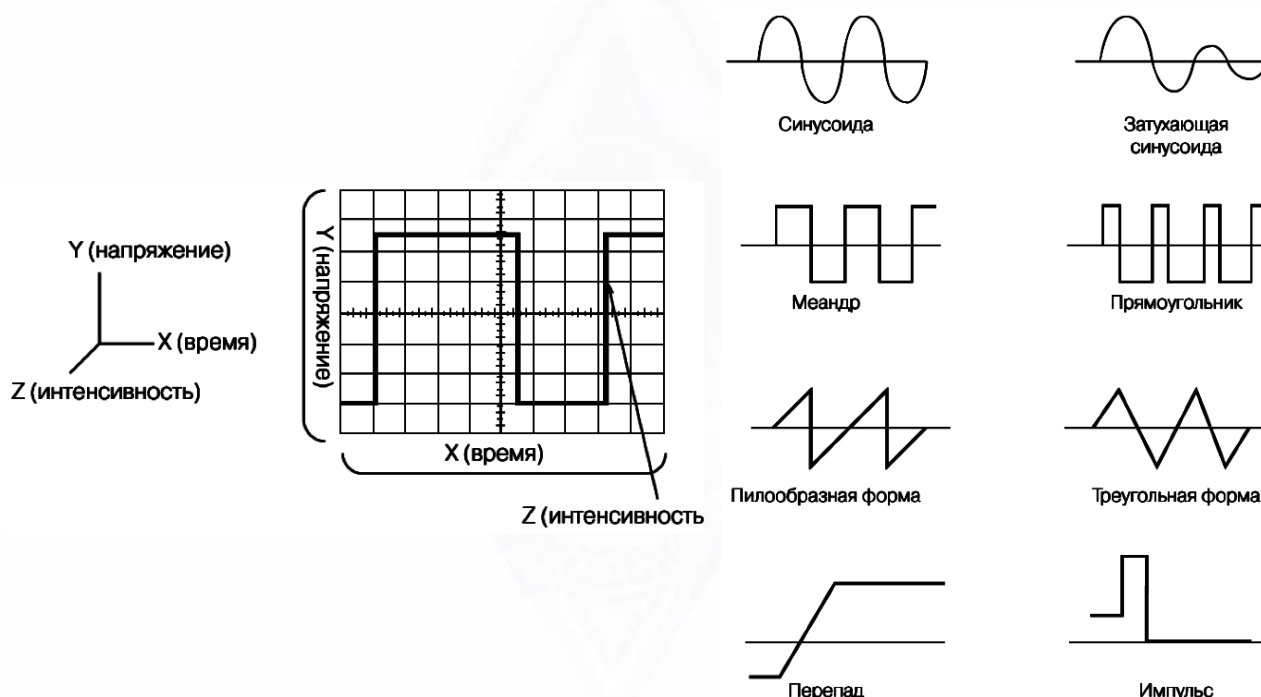 Y (напряжение)
X (время)
Z (интенсивность)
Y (напряжение)
X (время)
Z (интенсивность
Синусоида
Затухающая
синусоида
Меандр
Прямоугольник
Пилообразная форма
Треугольная форма
Перепад
Импульс